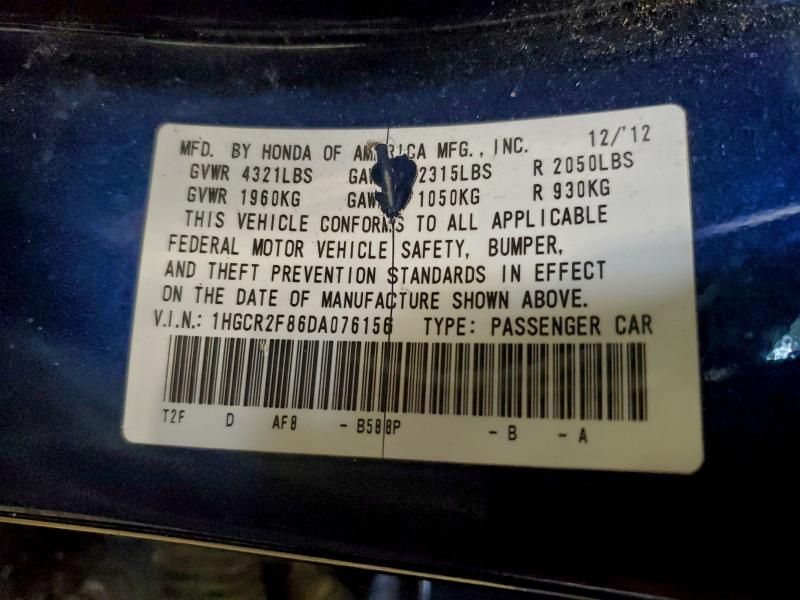 MFD. BY HONDA OF AMERICA MFG., INC. 12/'12
GVWR 4321LBS 2315LBS R 2050LBS
GVWR 1960KG 1050KG R 930KG
THIS VEHICLE CONFORMS TO ALL APPLICABLE
FEDERAL MOTOR VEHICLE SAFETY, BUMPER,
AND THEFT PREVENTION STANDARDS IN EFFECT
ON THE DATE OF MANUFACTURE SHOWN ABOVE.
V.I.N.: 1HGCR2F86DA076156 TYPE: PASSENGER CAR
T2F D AF8 - B588P - B - A